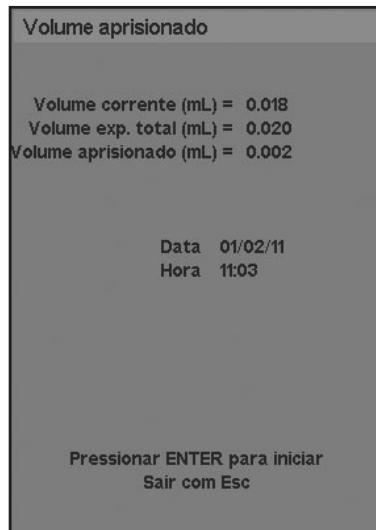 Volume aprisionado
Volume corrente (mL) = 0.018
Volume exp. total (mL) = 0.020
Volume aprisionado (mL) = 0.002
Data 01/02/11
Hora 11:03
Pressionar ENTER para iniciar
Sair com Esc